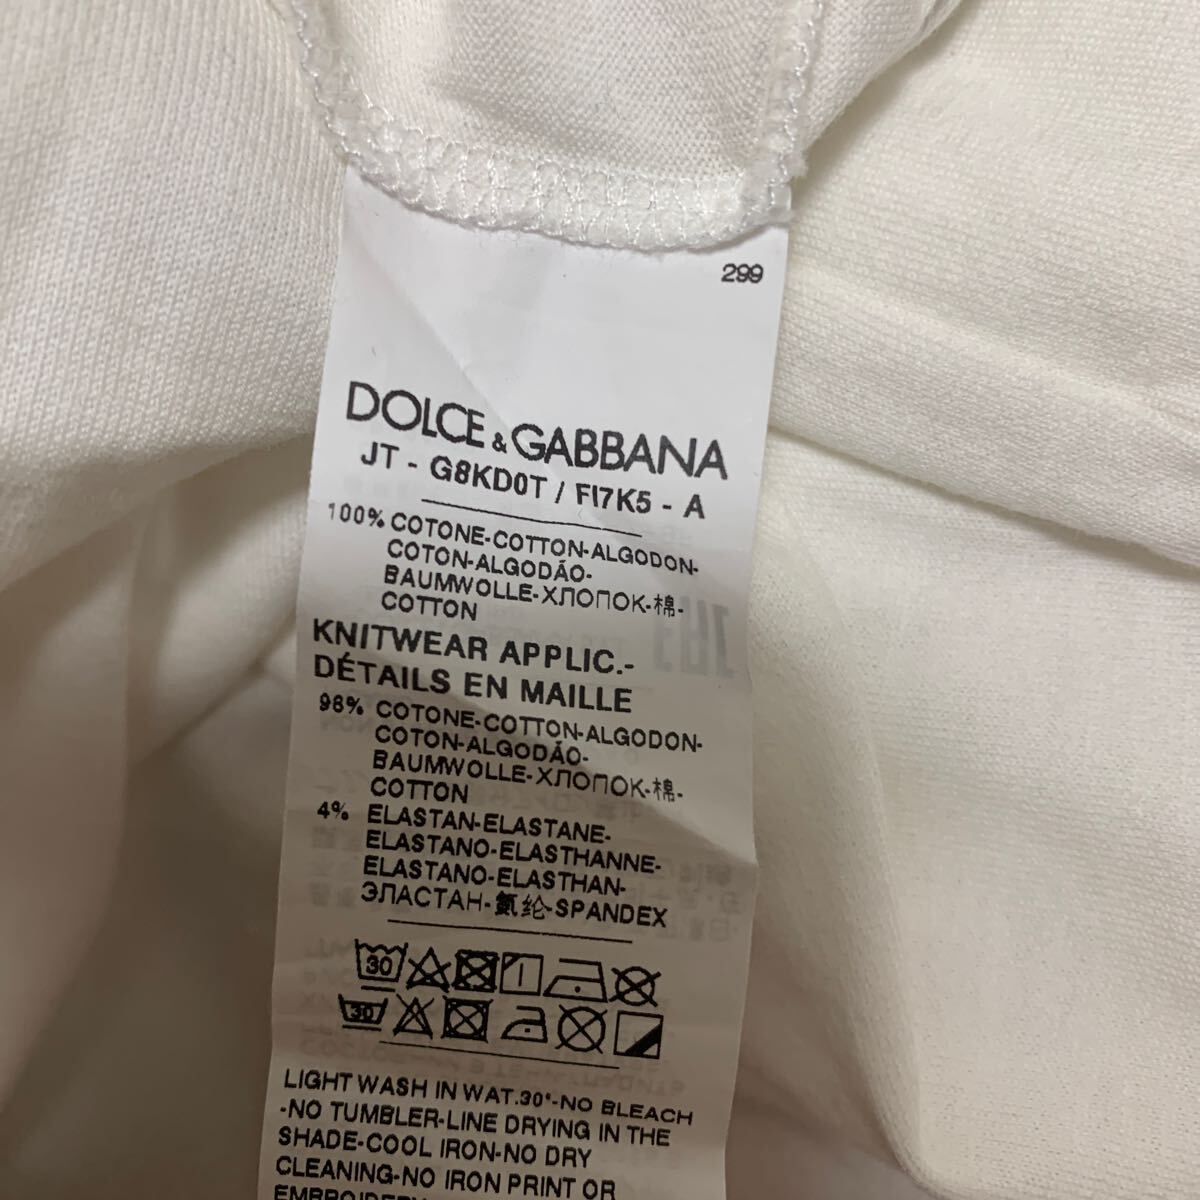 299
DOLCE & GABBANA
JT - G8KD0T / FI7K5 - A
100% COTONE-COTTON-ALGODON-
COTON-ALGODÃO-
BAUMWOLLE-ХЛОПОК-棉-
COTTON
KNITWEAR APPLIC.-
DÉTAILS EN MAILLE
96% COTONE-COTTON-ALGODON-
COTON-ALGODÃO-
BAUMWOLLE-ХЛОПОК-棉-
COTTON
4% ELASTAN-ELASTANE-
ELASTANO-ELASTHANNE-
ELASTANO-ELASTHAN-
ЭЛАСТАН-氨纶-SPANDEX
30
30
LIGHT WASH IN WAT.30°-NO BLEACH
-NO TUMBLER-LINE DRYING IN THE
SHADE-COOL IRON-NO DRY
CLEANING-NO IRON PRINT OR
EMBROIDERY